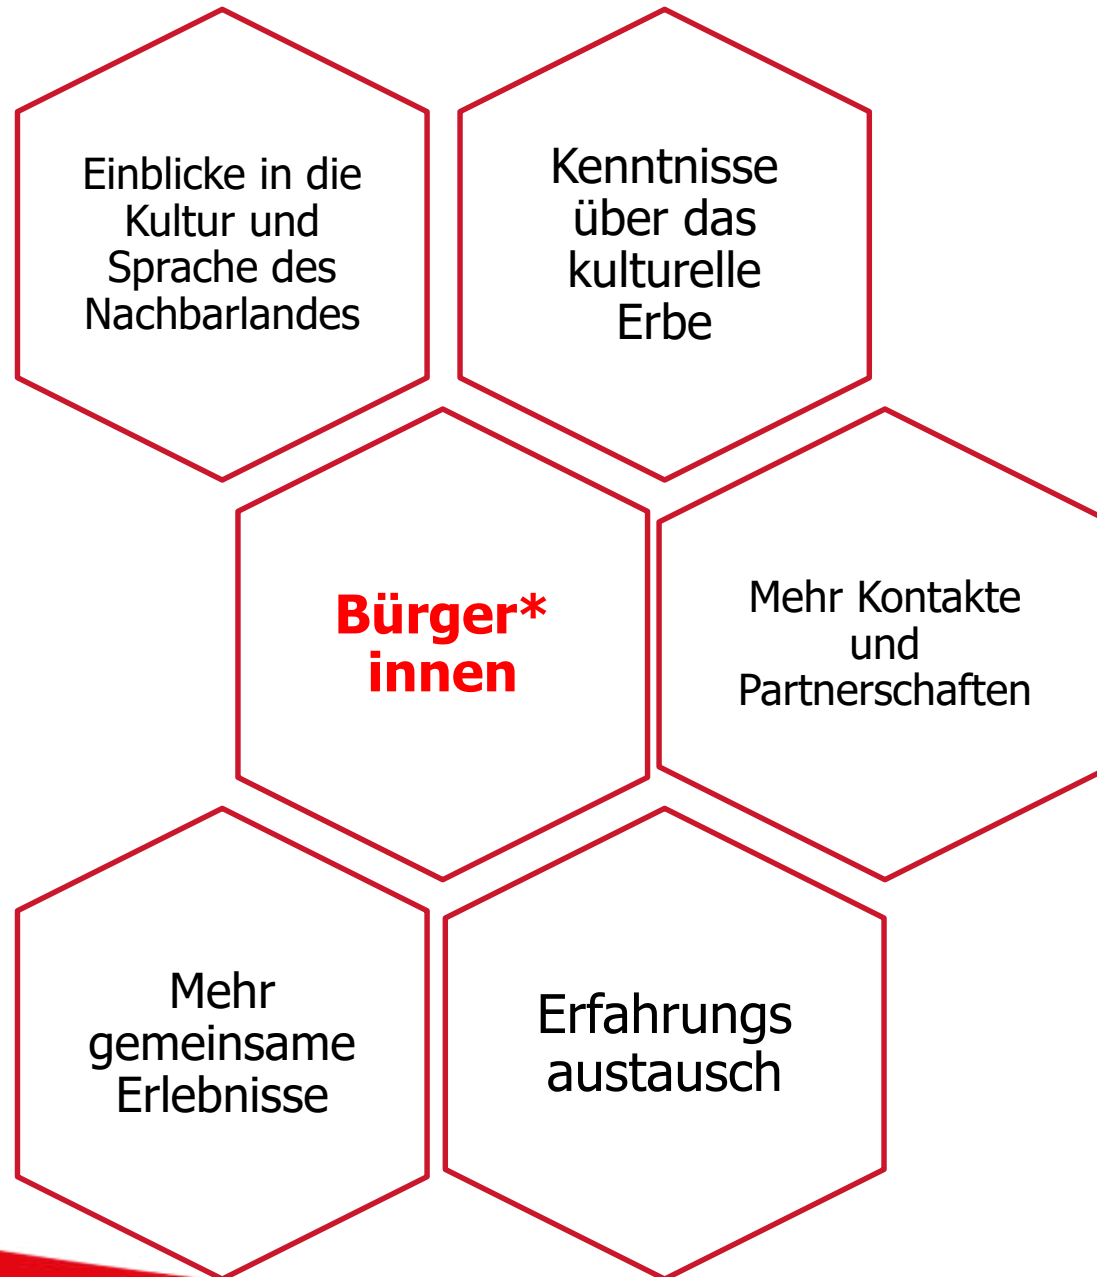 Einblicke in die
Kultur und
Sprache des
Nachbarlandes
Kenntnisse
über das
kulturelle
Erbe
Bürger*
innen
Mehr Kontakte
und
Partnerschaften
Mehr
gemeinsame
Erlebnisse
Erfahrungs
austausch